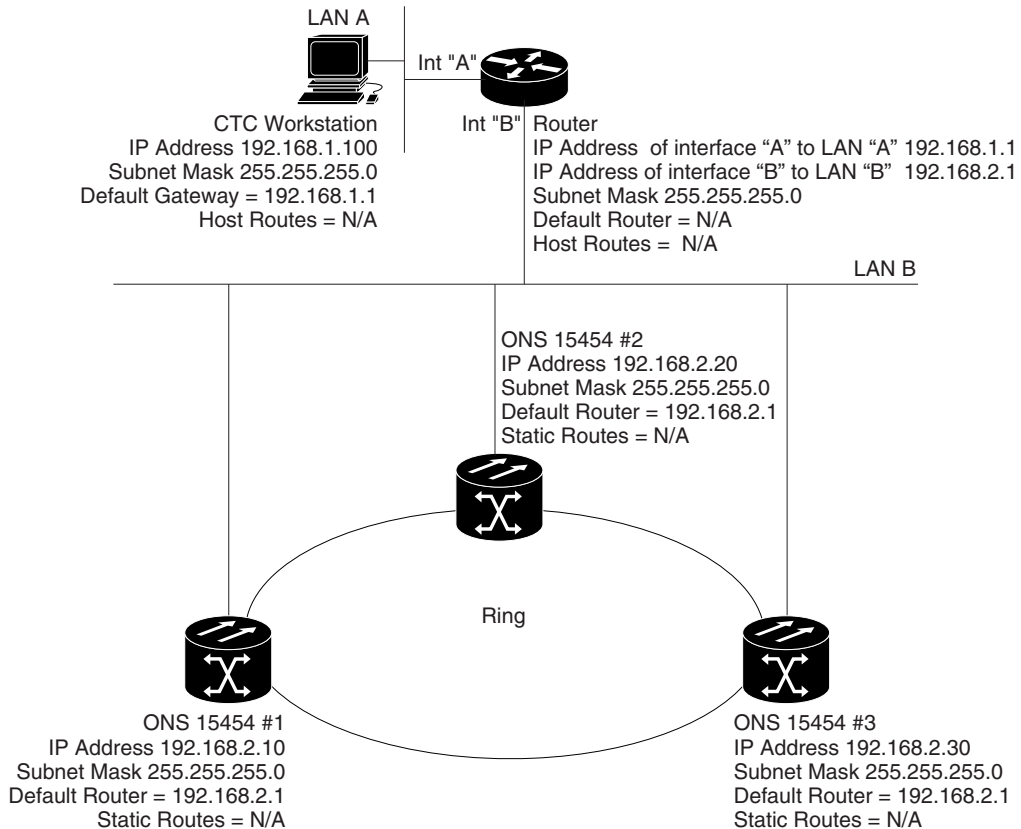 LAN A
Int "A"
CTC Workstation
IP Address 192.168.1.100
Subnet Mask 255.255.255.0
Default Gateway = 192.168.1.1
Host Routes = N/A
Int "B"
Router
IP Address of interface “A” to LAN “A” 192.168.1.1
IP Address of interface “B” to LAN “B” 192.168.2.1
Subnet Mask 255.255.255.0
Default Router = N/A
Host Routes = N/A
LAN B
ONS 15454 #2
IP Address 192.168.2.20
Subnet Mask 255.255.255.0
Default Router = 192.168.2.1
Static Routes = N/A
Ring
ONS 15454 #1
IP Address 192.168.2.10
Subnet Mask 255.255.255.0
Default Router = 192.168.2.1
Static Routes = N/A
ONS 15454 #3
IP Address 192.168.2.30
Subnet Mask 255.255.255.0
Default Router = 192.168.2.1
Static Routes = N/A